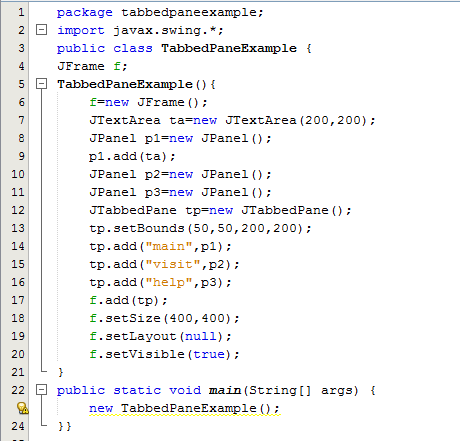 1 package tabbedpaneexample;
2 import javax.swing.*;
3 public class TabbedPaneExample {
4 JFrame f;
5 TabbedPaneExample(){
6 f=new JFrame();
7 JTextArea ta=new JTextArea(200,200);
8 JPanel p1=new JPanel();
9 p1.add(ta);
10 JPanel p2=new JPanel();
11 JPanel p3=new JPanel();
12 JTabbedPane tp=new JTabbedPane();
13 tp.setBounds(50,50,200,200);
14 tp.add("main",p1);
15 tp.add("visit",p2);
16 tp.add("help",p3);
17 f.add(tp);
18 f.setSize(400,400);
19 f.setLayout(null);
20 f.setVisible(true);
21 }
22 public static void main(String[] args) {
new TabbedPaneExample();
24 }}